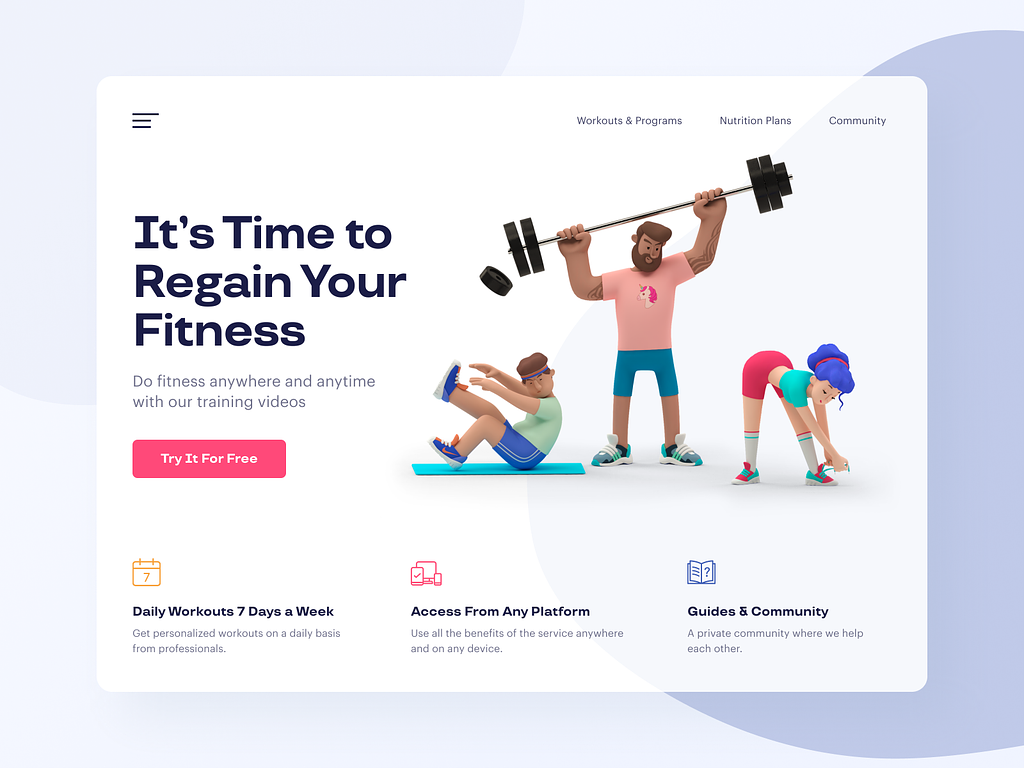 Workouts & Programs
Nutrition Plans
Community
It's Time to
Regain Your
Fitness
Do fitness anywhere and anytime
with our training videos
Try It For Free
7
Daily Workouts 7 Days a Week
Get personalized workouts on a daily basis
from professionals.
Access From Any Platform
Use all the benefits of the service anywhere
and on any device.
?
Guides & Community
A private community where we help
each other.